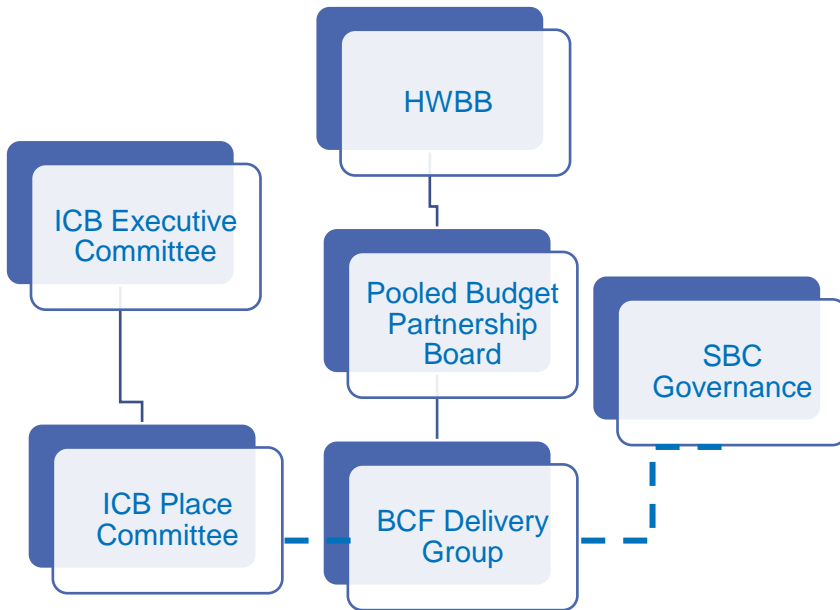 HWBB
ICB Executive
Committee
Pooled Budget
Partnership
Board
SBC
Governance
ICB Place
Committee
BCF Delivery
Group